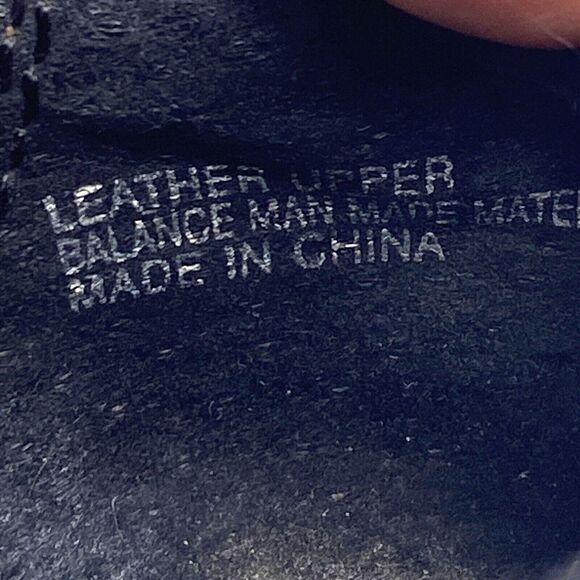 LEATHER UPPER
BALANCE MAN MADE MATE
MADE IN CHINA